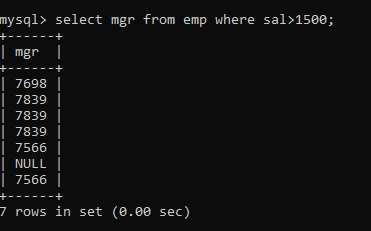 mysql> select mgr from emp where sal>1500;
+------+
| mgr  |
+------+
| 7698 |
| 7839 |
| 7839 |
| 7839 |
| 7566 |
| NULL |
| 7566 |
+------+
7 rows in set (0.00 sec)